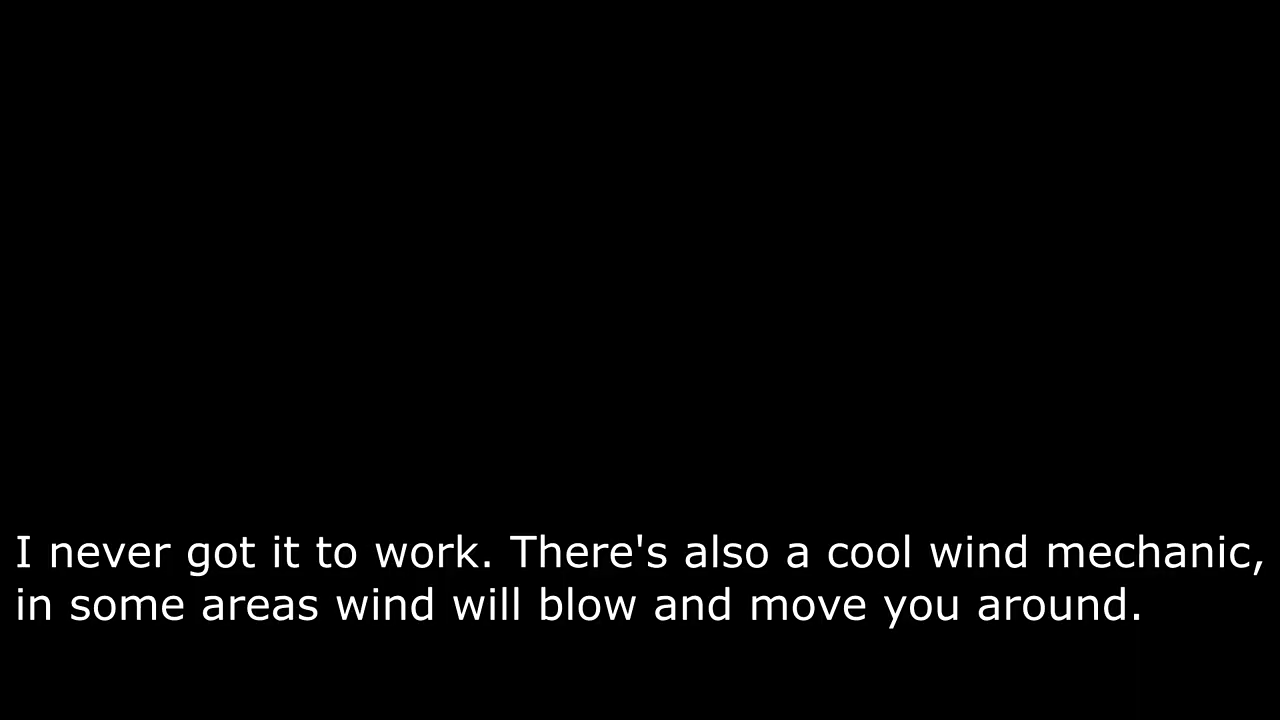 I never got it to work. There's also a cool wind mechanic,
in some areas wind will blow and move you around.